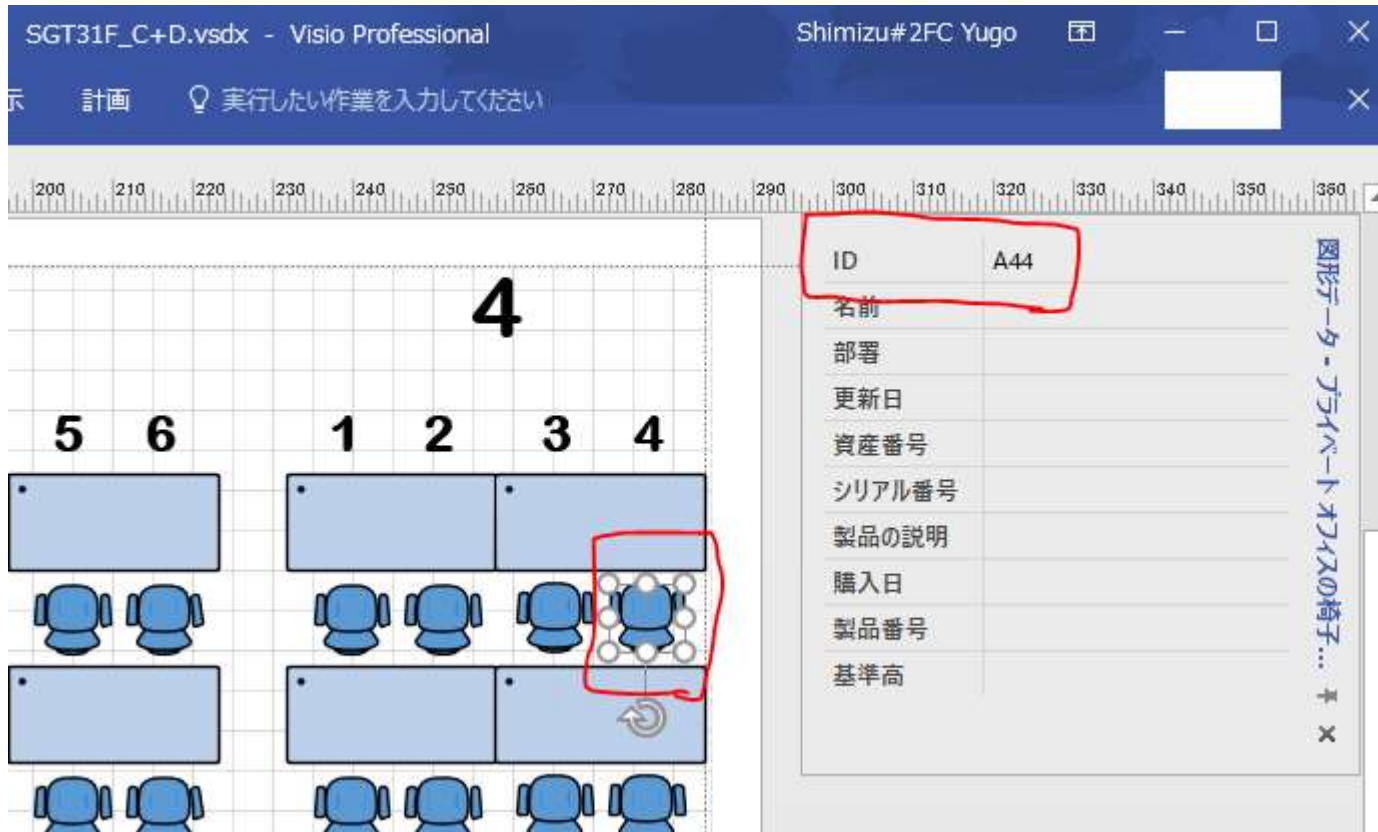 SGT31F_C+D.vsdx - Visio Professional
Shimizu#2FC Yugo
示 計画 実行したい作業を入力してください
200 210 220 230 240 250 260 270 280 290 300 310 320 330 340 350 360
4
5 6 1 2 3 4
ID A44
名前
部署
更新日
資産番号
シリアル番号
製品の説明
購入日
製品番号
基準高
図形データ - プライベート オフィスの椅子...